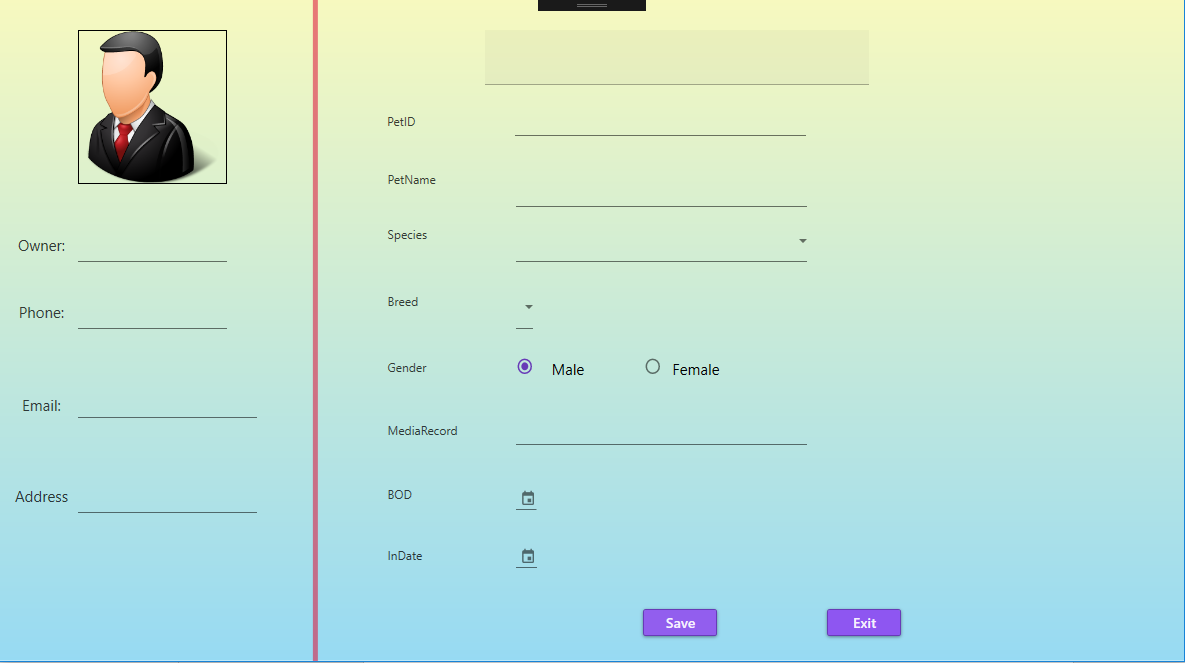 Owner:
Phone:
Email:
Address
PetID
PetName
Species
Breed
Gender
Male
Female
MediaRecord
BOD
InDate
Save
Exit